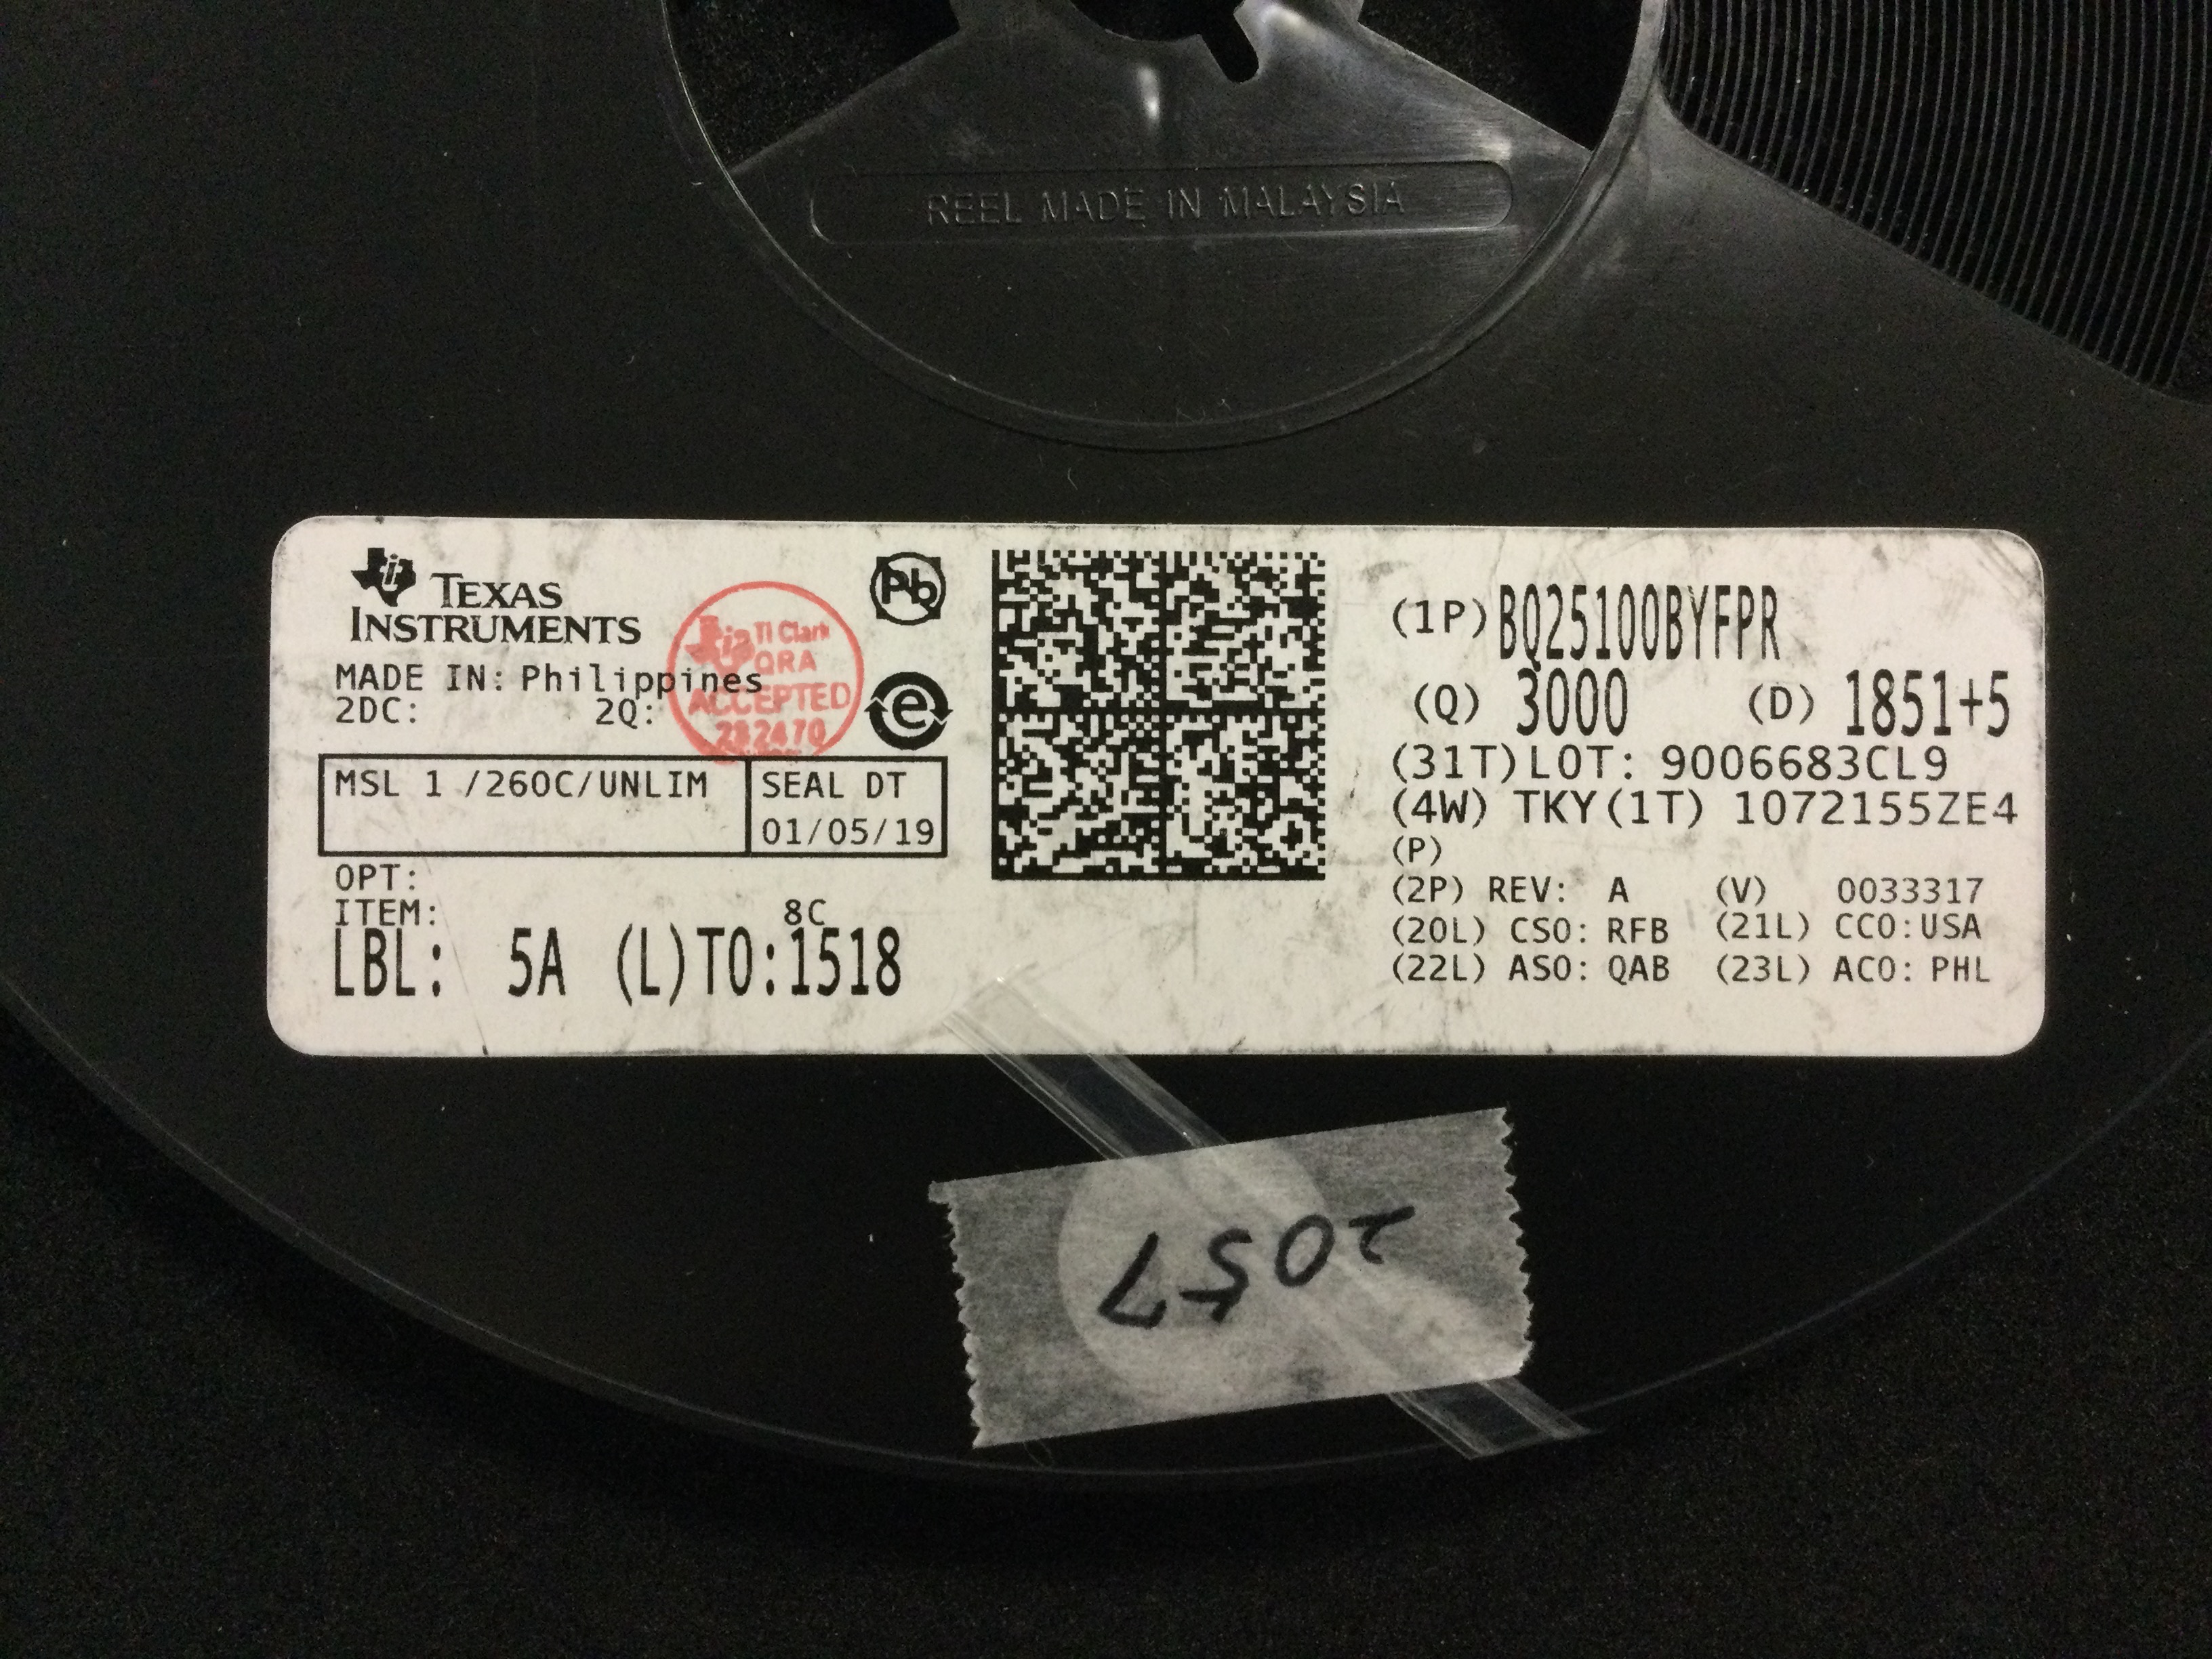 REEL MADE IN MALAYSIA
TEXAS
INSTRUMENTS
Pb
e
TI Clark
QRA
ACCEPTED
MADE IN: Philippines
2DC: 2Q:
MSL 1 /260C/UNLIM
SEAL DT
01/05/19
OPT:
ITEM:
8C
LBL: 5A (L)TO:1518
(1P) BQ25100BYFPR
(Q) 3000 (D) 1851+5
(31T)LOT: 9006683CL9
(4W) TKY(1T) 1072155ZE4
(P)
(2P) REV: A (V) 0033317
(20L) CSO: RFB (21L) CCO:USA
(22L) ASO: QAB (23L) ACO: PHL
2057